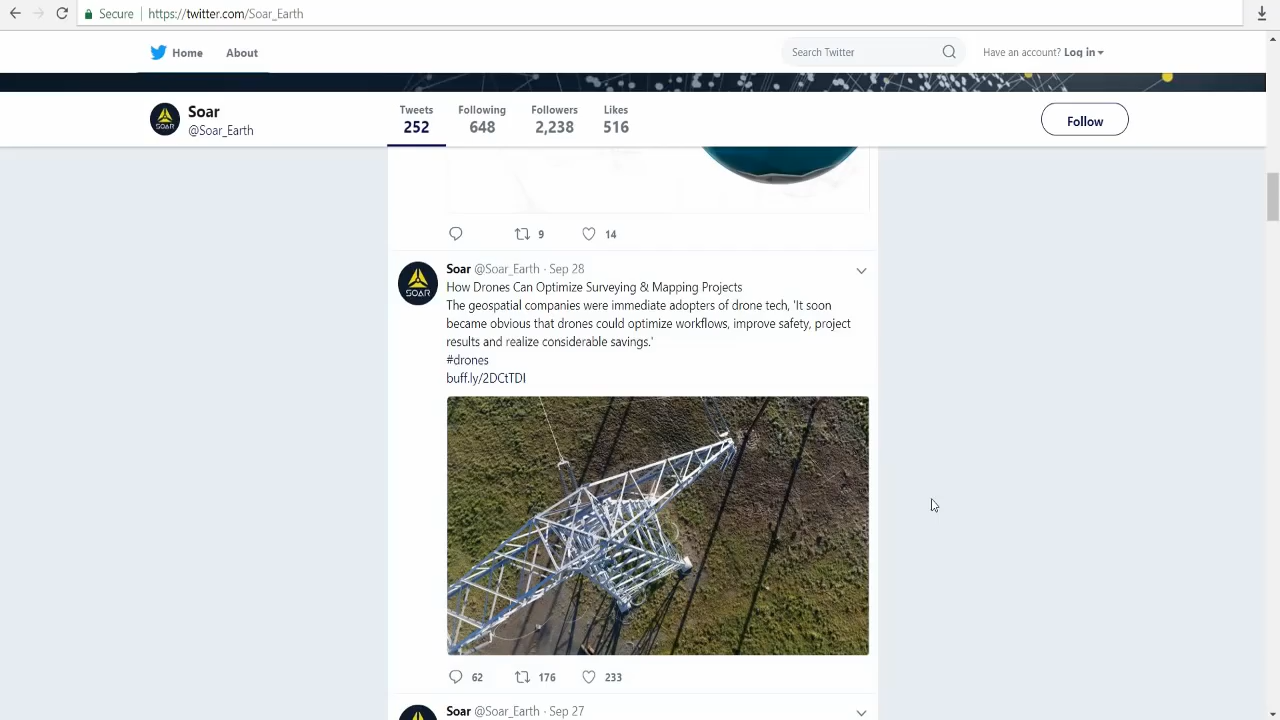 Secure https://twitter.com/Soar_Earth
Home About Search Twitter Have an account? Log in
Soar
@Soar_Earth
SOAR
Tweets Following Followers Likes
252 648 2,238 516
Follow
9 14
SOAR
Soar @Soar_Earth · Sep 28
How Drones Can Optimize Surveying & Mapping Projects
The geospatial companies were immediate adopters of drone tech, 'It soon
became obvious that drones could optimize workflows, improve safety, project
results and realize considerable savings.'
#drones
buff.ly/2DCtTDI
62 176 233
Soar @Soar_Earth · Sep 27